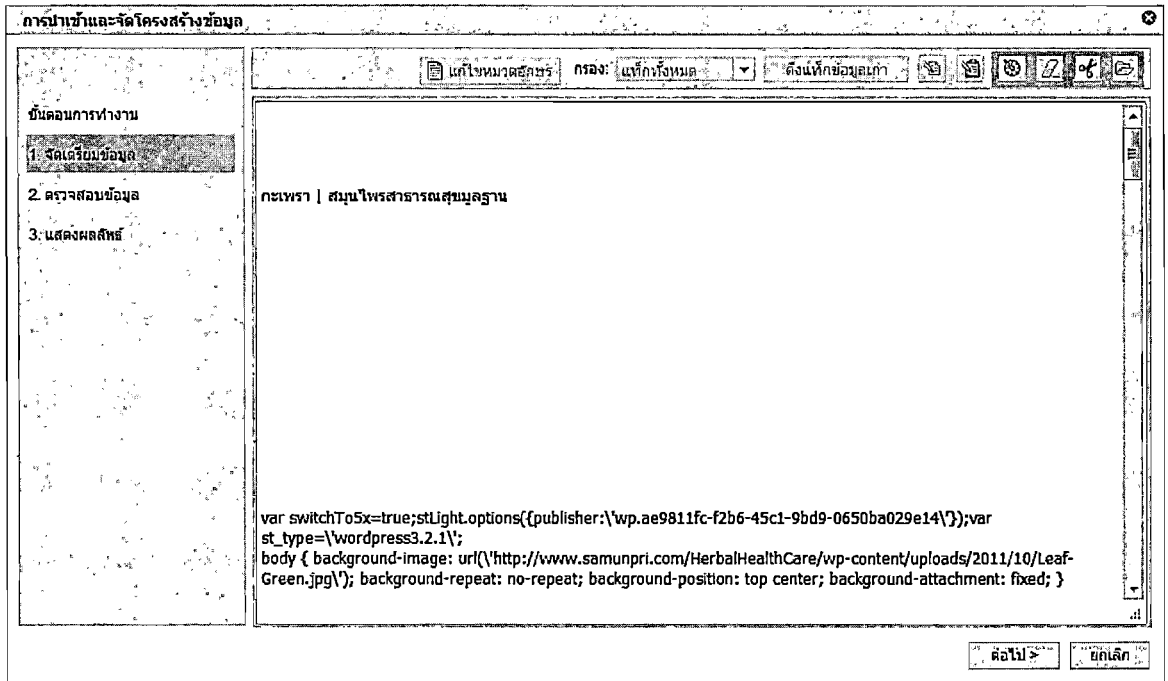 การนำเข้าและจัดโครงสร้างข้อมูล
แก้ไขหมวดอักษร กรอง: แท็กทั้งหมด ดึงแท็กข้อมูลเก่า
ขั้นตอนการทำงาน
1. จัดเตรียมข้อมูล
2. ตรวจสอบข้อมูล
3. แสดงผลลัพธ์
กะเพรา | สมุนไพรสาธารณสุขมูลฐาน
var switchTo5x=true;stLight.options({publisher:\'wp.ae9811fc-f2b6-45c1-9bd9-0650ba029e14\'});var
st_type=\'wordpress3.2.1\';
body { background-image: url(\'http://www.samunpri.com/HerbalHealthCare/wp-content/uploads/2011/10/Leaf-
Green.jpg\'); background-repeat: no-repeat; background-position: top center; background-attachment: fixed; }
ต่อไป > ยกเลิก